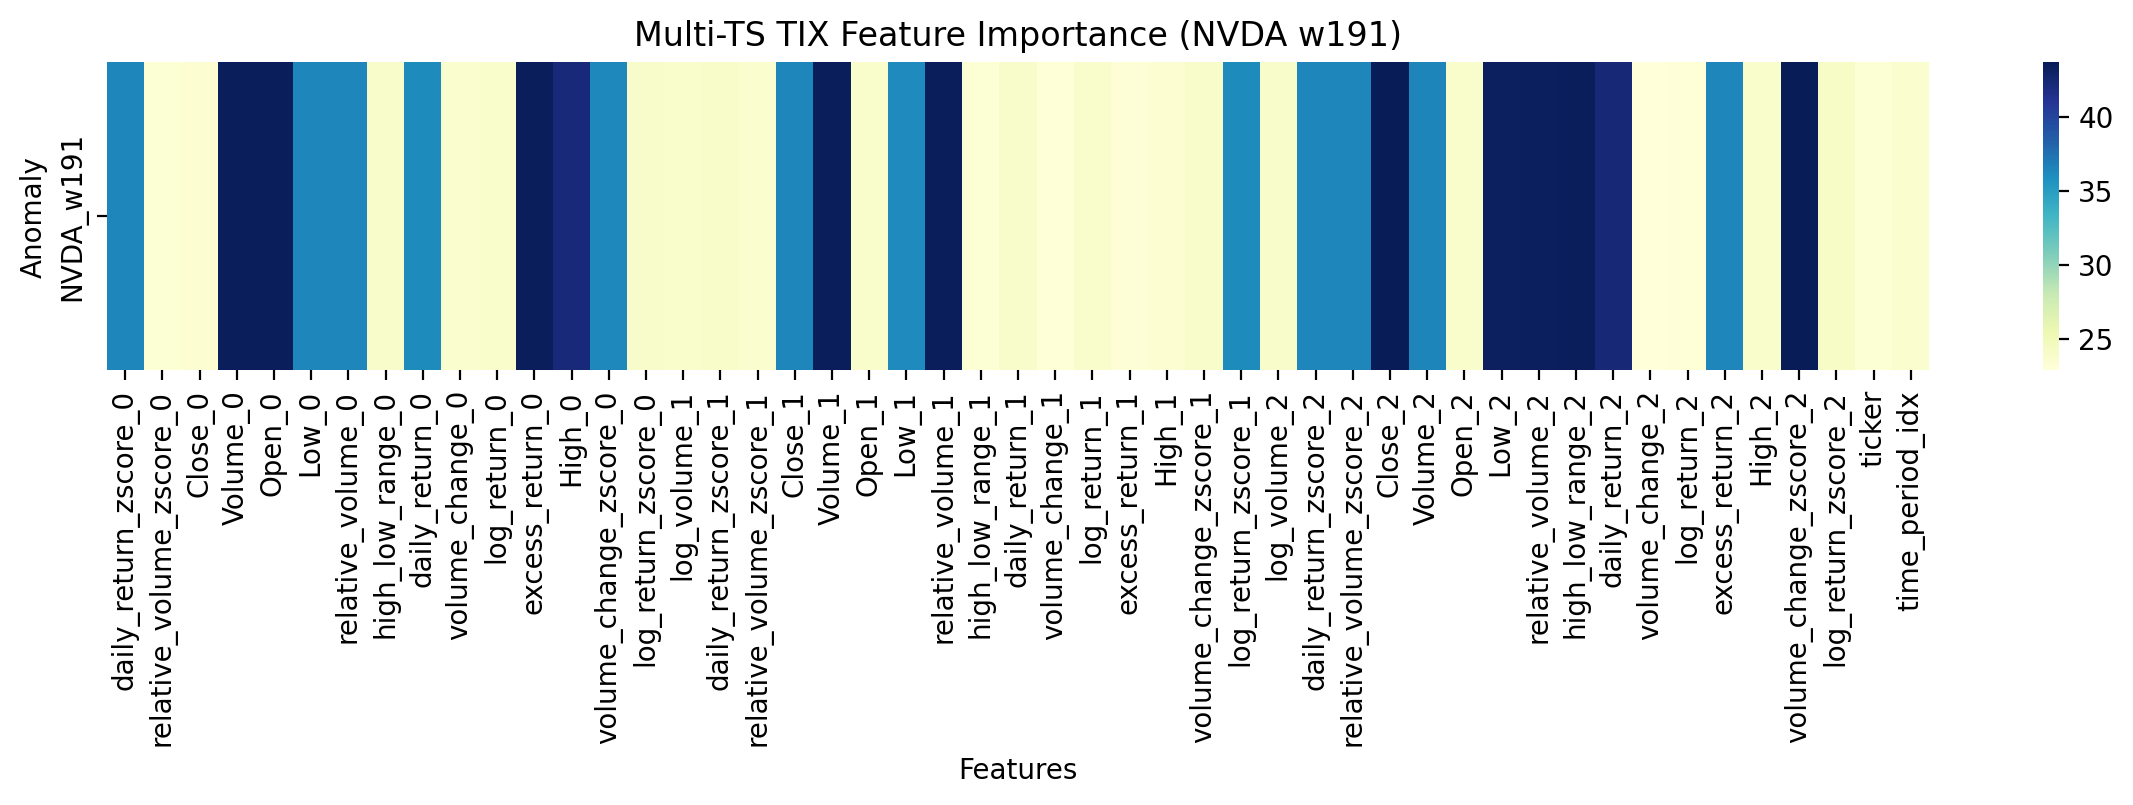 Multi-TS TIX Feature Importance (NVDA w191)
Anomaly
NVDA_w191
40
35
30
25
daily_return_zscore_0
relative_volume_zscore_0
Close_0
Volume_0
Open_0
Low_0
relative_volume_0
high_low_range_0
daily_return_0
volume_change_0
log_return_0
excess_return_0
High_0
volume_change_zscore_0
log_return_zscore_0
log_volume_1
daily_return_zscore_1
relative_volume_zscore_1
Close_1
Volume_1
Open_1
Low_1
relative_volume_1
high_low_range_1
daily_return_1
volume_change_1
log_return_1
excess_return_1
High_1
volume_change_zscore_1
log_return_zscore_1
log_volume_2
daily_return_zscore_2
relative_volume_zscore_2
Close_2
Volume_2
Open_2
Low_2
relative_volume_2
high_low_range_2
daily_return_2
volume_change_2
log_return_2
excess_return_2
High_2
volume_change_zscore_2
log_return_zscore_2
ticker
time_period_idx
Features